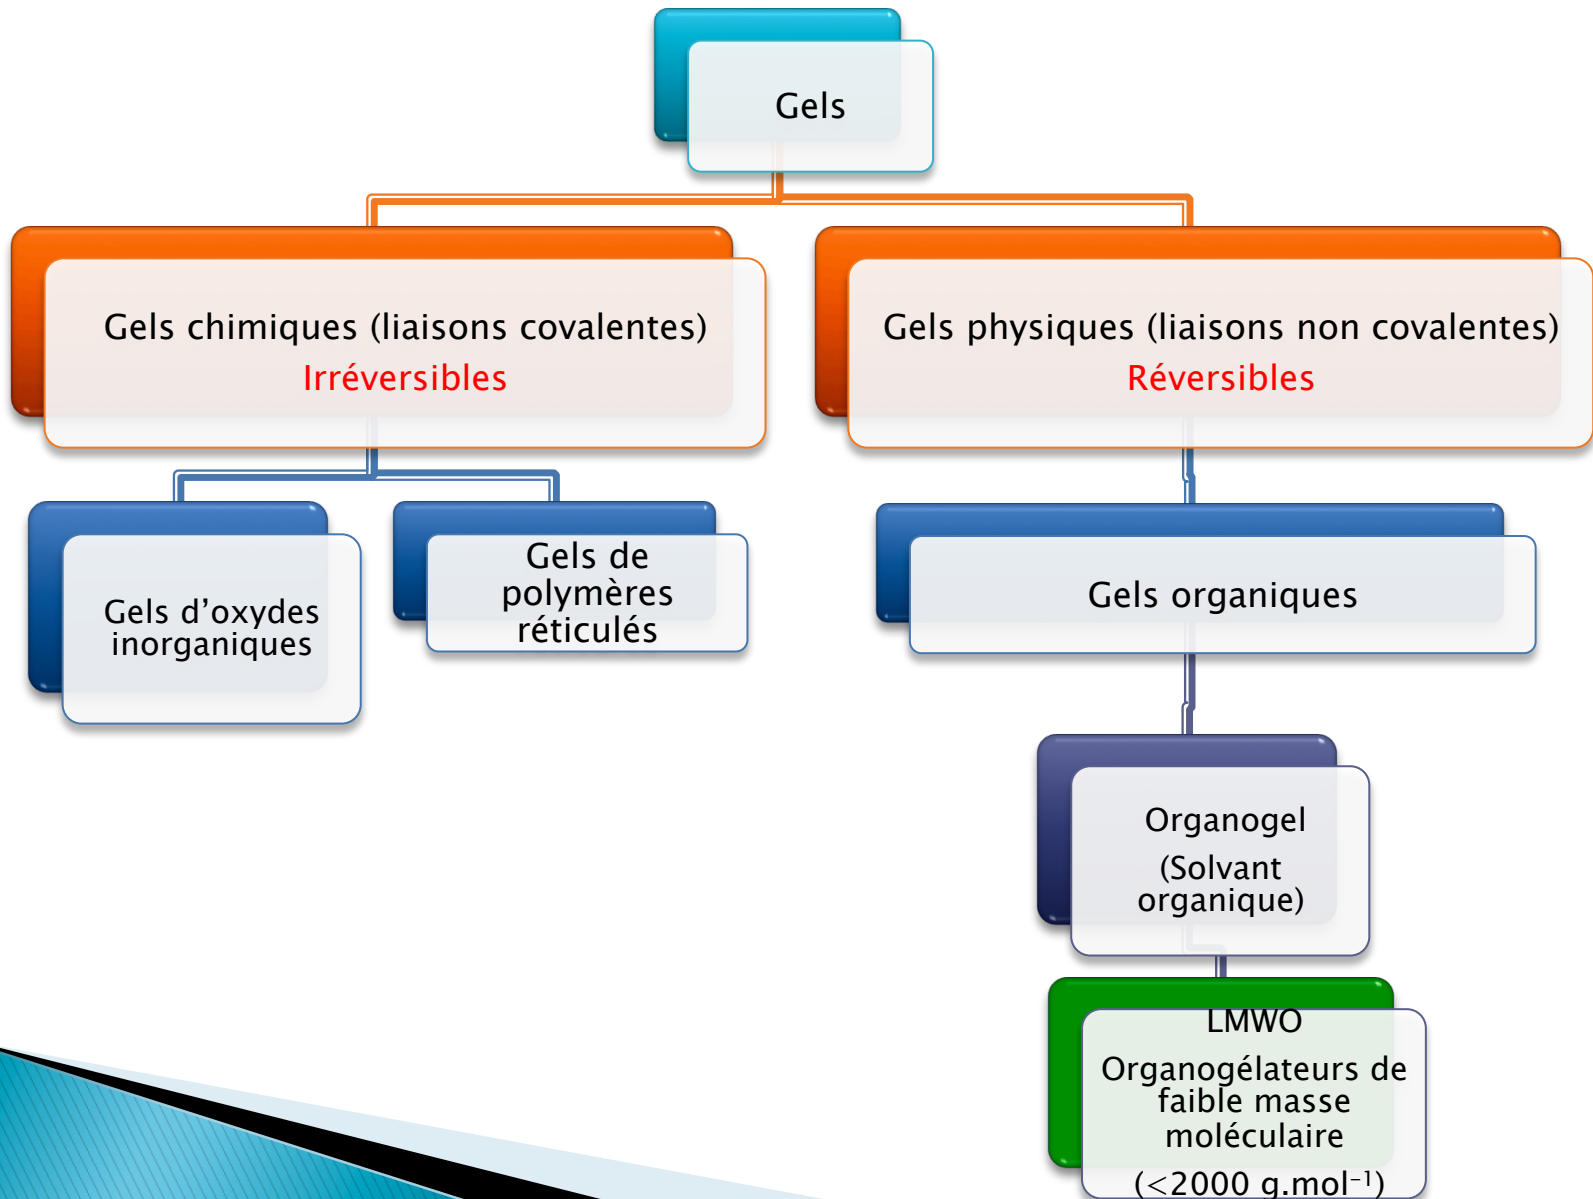 Gels
Gels chimiques (liaisons covalentes)
Irréversibles
Gels physiques (liaisons non covalentes)
Réversibles
Gels d’oxydes
inorganiques
Gels de
polymères
réticulés
Gels organiques
Organogel
(Solvant
organique)
LMWO
Organogélateurs de
faible masse
moléculaire
(<2000 g.mol⁻¹)